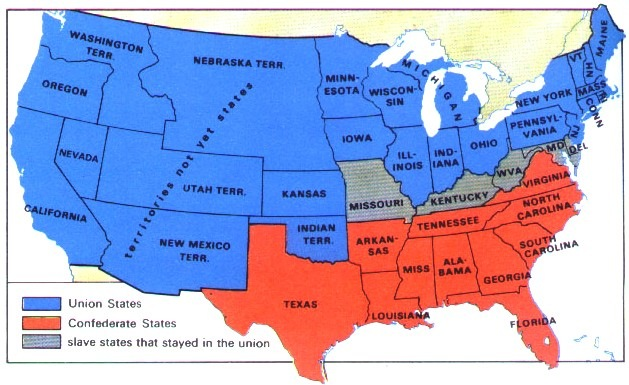 WASHINGTON
TERR.
NEBRASKA TERR.
OREGON
MINN-
ESOTA
WISCON-
SIN
MICHIGAN
MAINE
VT
NH
NEW YORK
MASS
RI
CONN
PENNSYL-
VANIA
NJ
IOWA
ILL-
INOIS
IND-
IANA
OHIO
MD
DEL
NEVADA
UTAH TERR.
territories not yet states
KANSAS
MISSOURI
KENTUCKY
WVA
VIRGINIA
CALIFORNIA
NEW MEXICO
TERR.
INDIAN
TERR.
ARKAN-
SAS
TENNESSEE
NORTH
CAROLINA
SOUTH
CAROLINA
MISS
ALA-
BAMA
GEORGIA
TEXAS
LOUISIANA
FLORIDA
Union States
Confederate States
slave states that stayed in the union